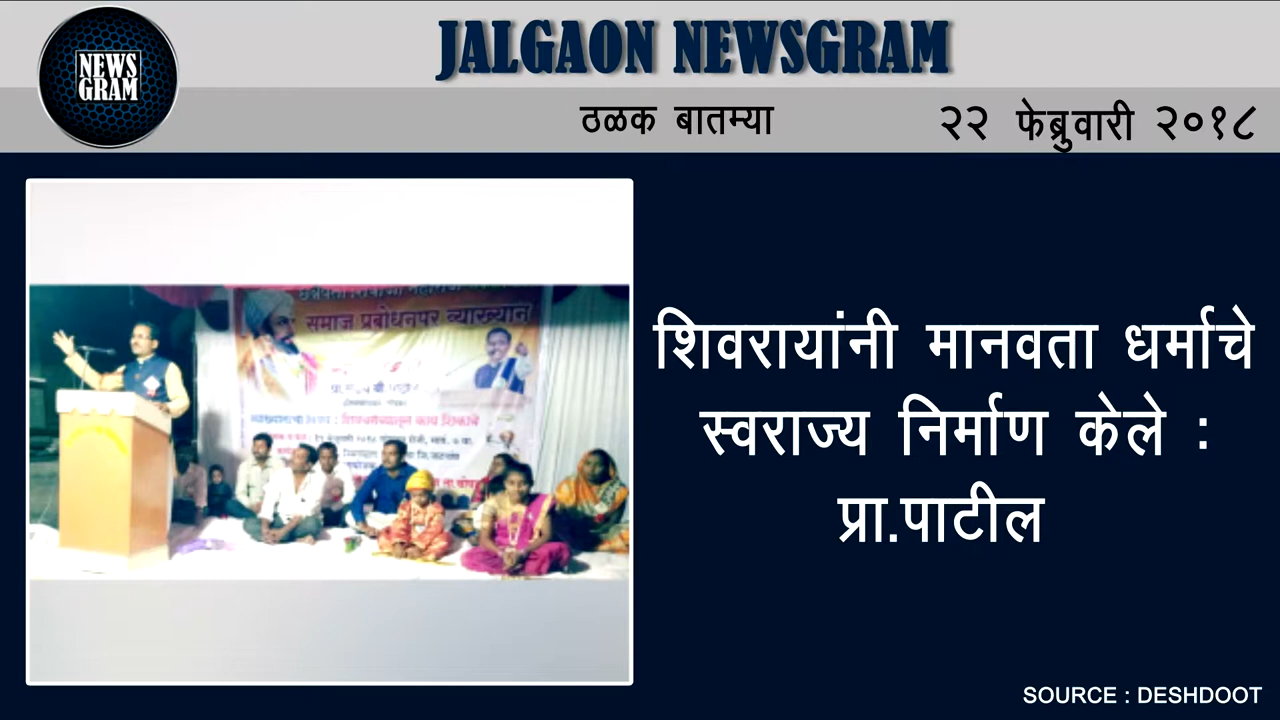 JALGAON NEWSGRAM
NEWS
GRAM
ठळक बातम्या
२२ फेब्रुवारी २०१८
समाज प्रबोधनपर व्याख्यान
शिवरायांनी मानवता धर्माचे
स्वराज्य निर्माण केले :
प्रा.पाटील
SOURCE : DESHDOOT